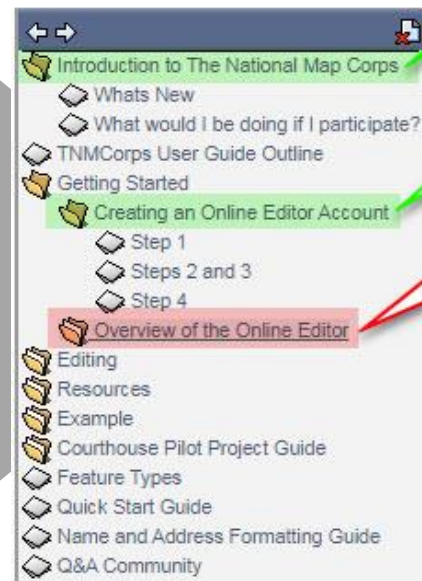 Introduction to The National Map Corps
Whats New
What would I be doing if I participate?
TNMCorps User Guide Outline
Getting Started
Creating an Online Editor Account
Step 1
Steps 2 and 3
Step 4
Overview of the Online Editor
Editing
Resources
Example
Courthouse Pilot Project Guide
Feature Types
Quick Start Guide
Name and Address Formatting Guide
Q&A Community